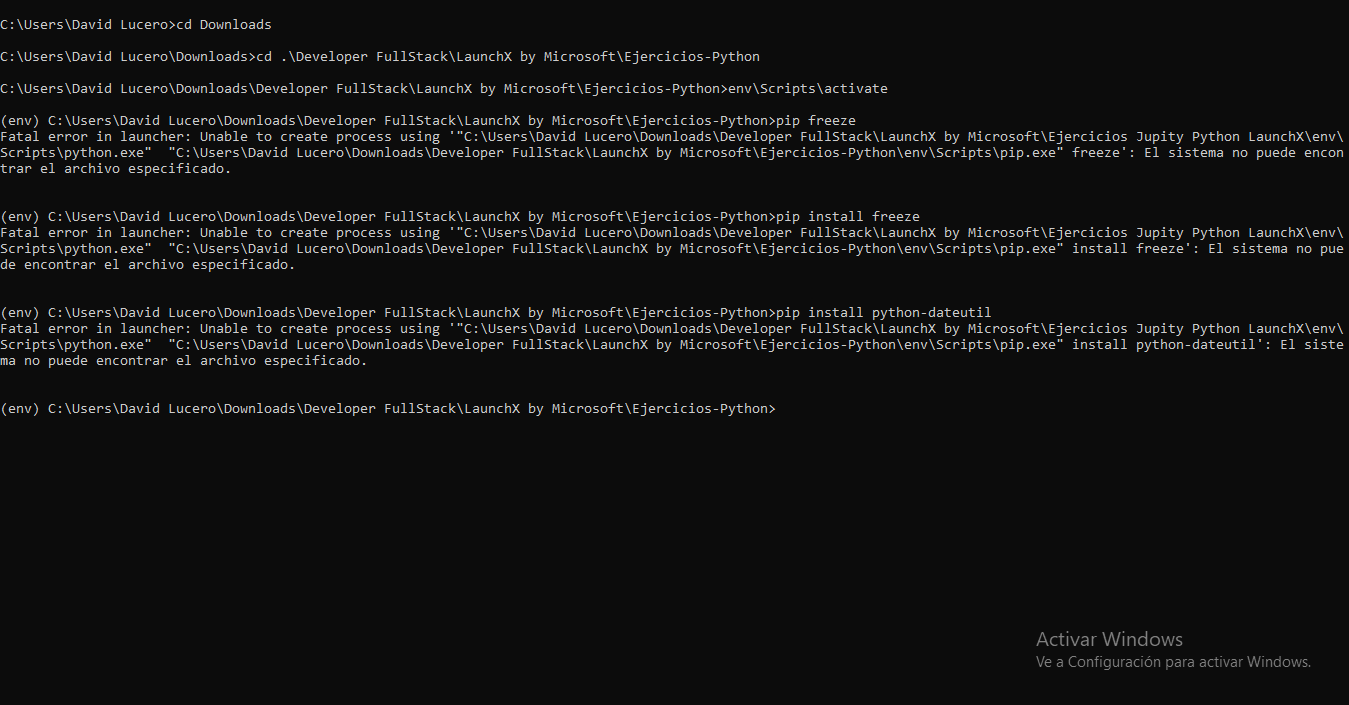 C:\Users\David Lucero>cd Downloads
C:\Users\David Lucero\Downloads>cd .\Developer FullStack\LaunchX by Microsoft\Ejercicios-Python
C:\Users\David Lucero\Downloads\Developer FullStack\LaunchX by Microsoft\Ejercicios-Python>env\Scripts\activate
(env) C:\Users\David Lucero\Downloads\Developer FullStack\LaunchX by Microsoft\Ejercicios-Python>pip freeze
Fatal error in launcher: Unable to create process using '"C:\Users\David Lucero\Downloads\Developer FullStack\LaunchX by Microsoft\Ejercicios Jupity Python LaunchX\env\
Scripts\python.exe"  "C:\Users\David Lucero\Downloads\Developer FullStack\LaunchX by Microsoft\Ejercicios-Python\env\Scripts\pip.exe" freeze': El sistema no puede encon
trar el archivo especificado.
(env) C:\Users\David Lucero\Downloads\Developer FullStack\LaunchX by Microsoft\Ejercicios-Python>pip install freeze
Fatal error in launcher: Unable to create process using '"C:\Users\David Lucero\Downloads\Developer FullStack\LaunchX by Microsoft\Ejercicios Jupity Python LaunchX\env\
Scripts\python.exe"  "C:\Users\David Lucero\Downloads\Developer FullStack\LaunchX by Microsoft\Ejercicios-Python\env\Scripts\pip.exe" install freeze': El sistema no pue
de encontrar el archivo especificado.
(env) C:\Users\David Lucero\Downloads\Developer FullStack\LaunchX by Microsoft\Ejercicios-Python>pip install python-dateutil
Fatal error in launcher: Unable to create process using '"C:\Users\David Lucero\Downloads\Developer FullStack\LaunchX by Microsoft\Ejercicios Jupity Python LaunchX\env\
Scripts\python.exe"  "C:\Users\David Lucero\Downloads\Developer FullStack\LaunchX by Microsoft\Ejercicios-Python\env\Scripts\pip.exe" install python-dateutil': El siste
ma no puede encontrar el archivo especificado.
(env) C:\Users\David Lucero\Downloads\Developer FullStack\LaunchX by Microsoft\Ejercicios-Python>
Activar Windows
Ve a Configuración para activar Windows.